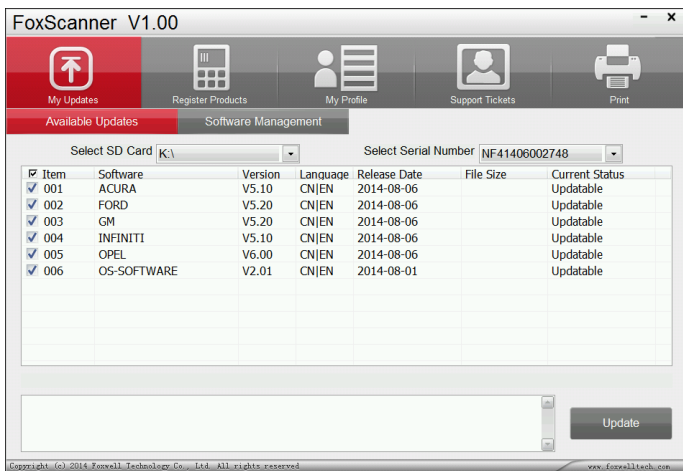 FoxScanner V1.00
My Updates Register Products My Profile Support Tickets Print
Available Updates Software Management
Select SD Card K:\ Select Serial Number NF41406002748
Item Software Version Language Release Date File Size Current Status
001 ACURA V5.10 CN|EN 2014-08-06 Updatable
002 FORD V5.20 CN|EN 2014-08-06 Updatable
003 GM V5.20 CN|EN 2014-08-06 Updatable
004 INFINITI V5.10 CN|EN 2014-08-06 Updatable
005 OPEL V6.00 CN|EN 2014-08-06 Updatable
006 OS-SOFTWARE V2.01 CN|EN 2014-08-01 Updatable
Update
Copyright (c) 2014 Foxwell Technology Co., Ltd. All rights reserved www.foxwelltech.com